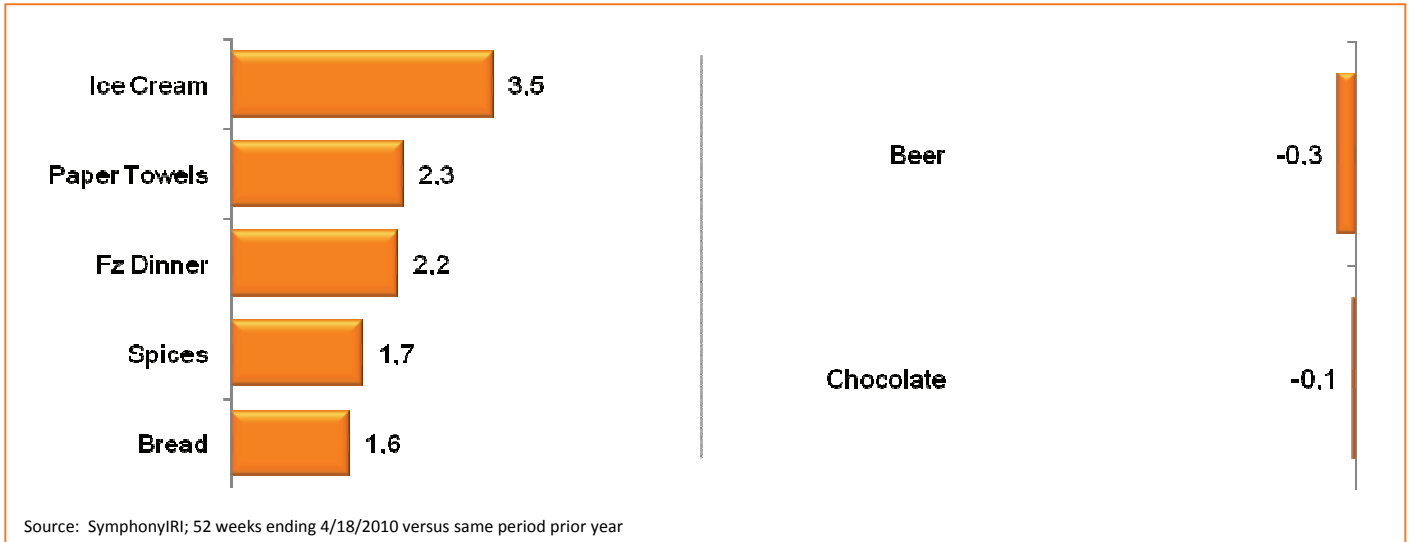 Ice Cream 3.5
Paper Towels 2.3
Fz Dinner 2.2
Spices 1.7
Bread 1.6
Beer -0.3
Chocolate -0.1
Source: SymphonyIRI; 52 weeks ending 4/18/2010 versus same period prior year